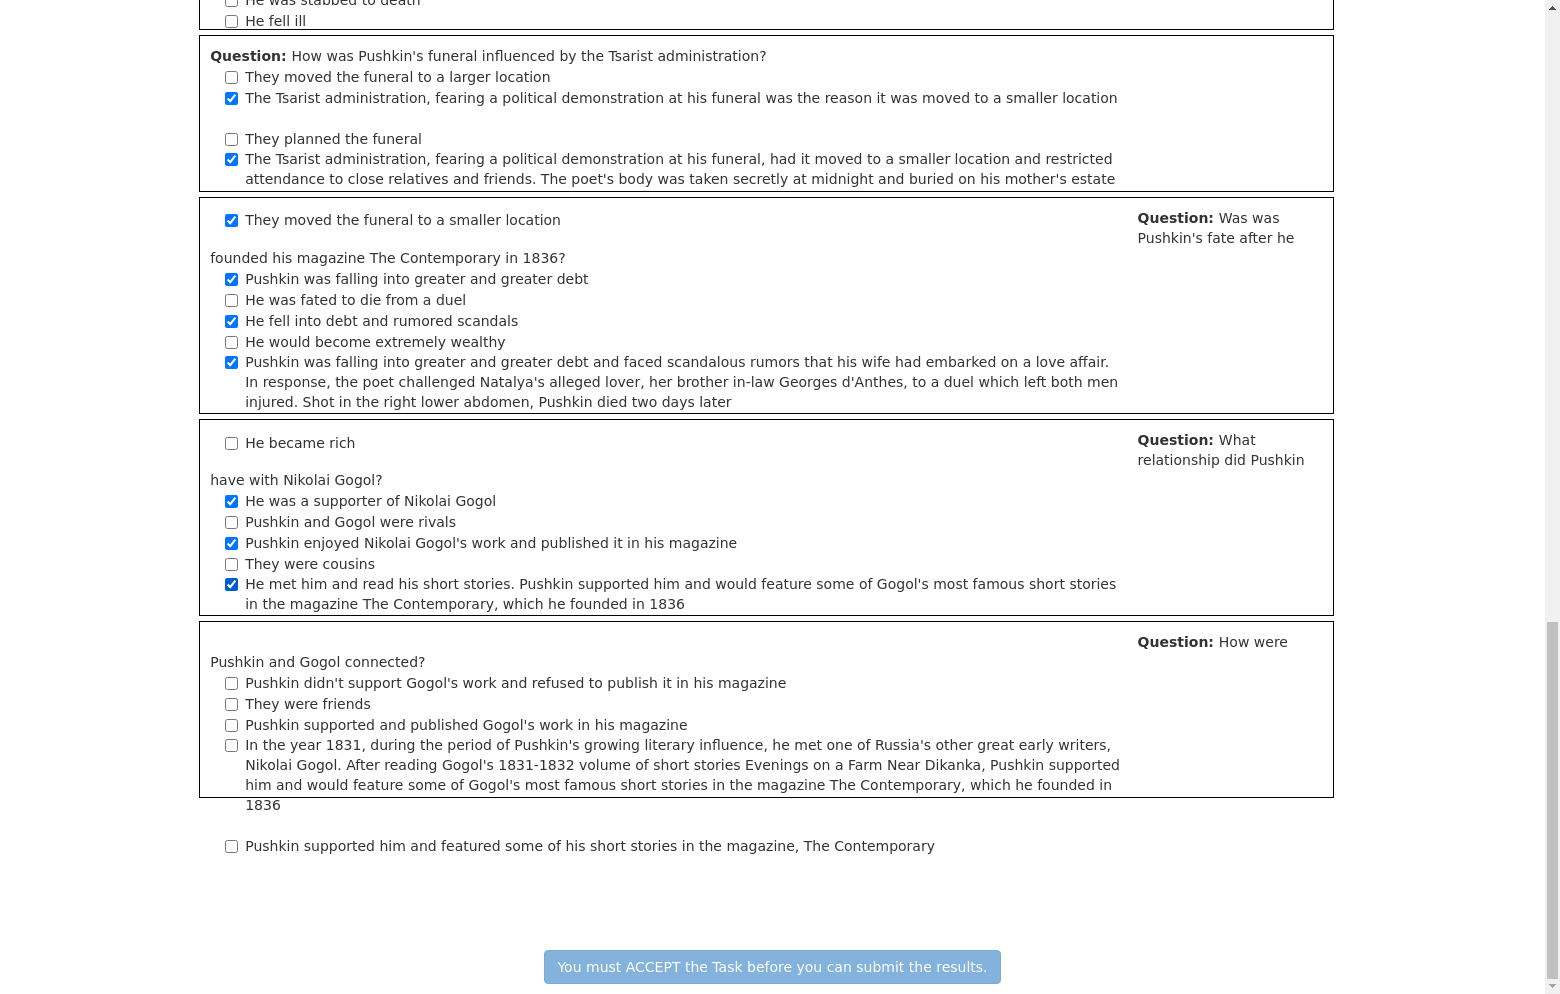 He was stabbed to death
He fell ill
Question: How was Pushkin's funeral influenced by the Tsarist administration?
They moved the funeral to a larger location
The Tsarist administration, fearing a political demonstration at his funeral was the reason it was moved to a smaller location
They planned the funeral
The Tsarist administration, fearing a political demonstration at his funeral, had it moved to a smaller location and restricted
attendance to close relatives and friends. The poet's body was taken secretly at midnight and buried on his mother's estate
They moved the funeral to a smaller location
Question: Was was
Pushkin's fate after he
founded his magazine The Contemporary in 1836?
Pushkin was falling into greater and greater debt
He was fated to die from a duel
He fell into debt and rumored scandals
He would become extremely wealthy
Pushkin was falling into greater and greater debt and faced scandalous rumors that his wife had embarked on a love affair.
In response, the poet challenged Natalya's alleged lover, her brother in-law Georges d'Anthes, to a duel which left both men
injured. Shot in the right lower abdomen, Pushkin died two days later
He became rich
Question: What
relationship did Pushkin
have with Nikolai Gogol?
He was a supporter of Nikolai Gogol
Pushkin and Gogol were rivals
Pushkin enjoyed Nikolai Gogol's work and published it in his magazine
They were cousins
He met him and read his short stories. Pushkin supported him and would feature some of Gogol's most famous short stories
in the magazine The Contemporary, which he founded in 1836
Question: How were
Pushkin and Gogol connected?
Pushkin didn't support Gogol's work and refused to publish it in his magazine
They were friends
Pushkin supported and published Gogol's work in his magazine
In the year 1831, during the period of Pushkin's growing literary influence, he met one of Russia's other great early writers,
Nikolai Gogol. After reading Gogol's 1831-1832 volume of short stories Evenings on a Farm Near Dikanka, Pushkin supported
him and would feature some of Gogol's most famous short stories in the magazine The Contemporary, which he founded in
1836
Pushkin supported him and featured some of his short stories in the magazine, The Contemporary
You must ACCEPT the Task before you can submit the results.